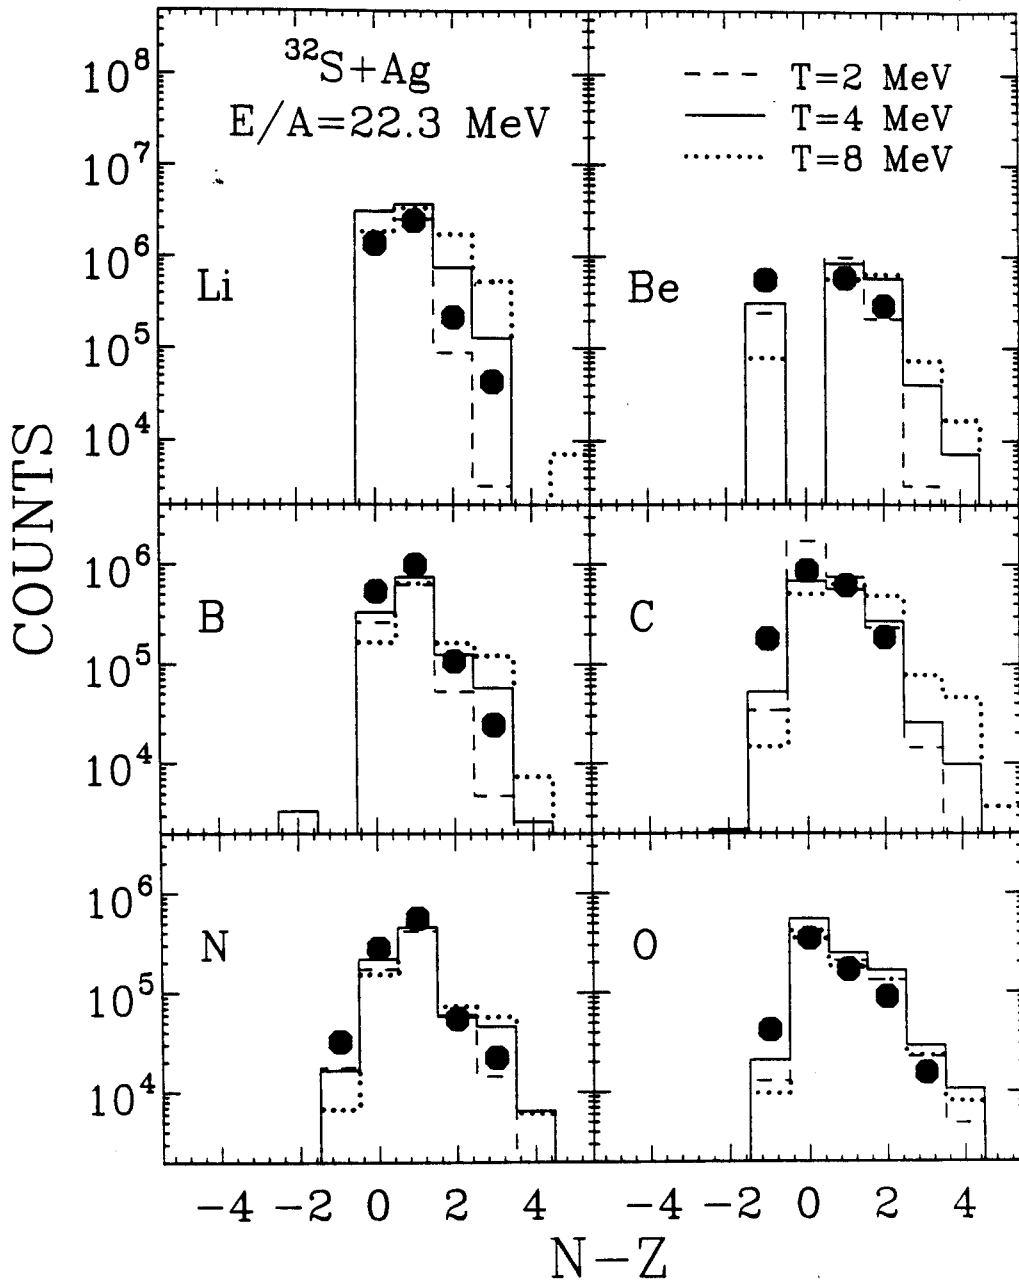 ³²S+Ag
E/A=22.3 MeV
T=2 MeV
T=4 MeV
T=8 MeV
10⁸
10⁷
10⁶
10⁵
10⁴
Li
Be
COUNTS
10⁶
10⁵
10⁴
B
C
10⁶
10⁵
10⁴
N
O
−4 −2 0 2 4
−4 −2 0 2 4
N−Z